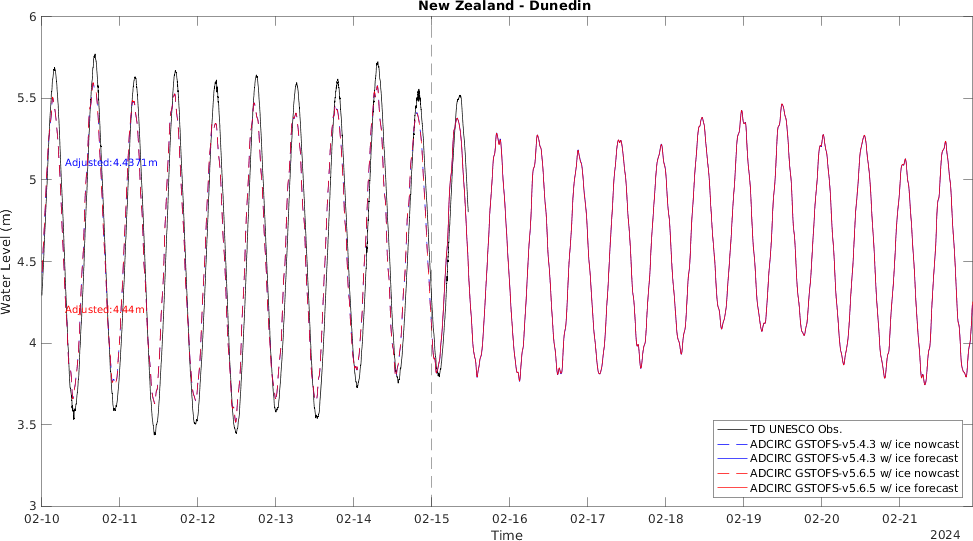 New Zealand - Dunedin
Water Level (m)
6
5.5
5
4.5
4
3.5
3
Adjusted:4.4371m
Adjusted:4.44m
TD UNESCO Obs.
ADCIRC GSTOFS-v5.4.3 w/ ice nowcast
ADCIRC GSTOFS-v5.4.3 w/ ice forecast
ADCIRC GSTOFS-v5.6.5 w/ ice nowcast
ADCIRC GSTOFS-v5.6.5 w/ ice forecast
02-10 02-11 02-12 02-13 02-14 02-15 02-16 02-17 02-18 02-19 02-20 02-21
Time
2024